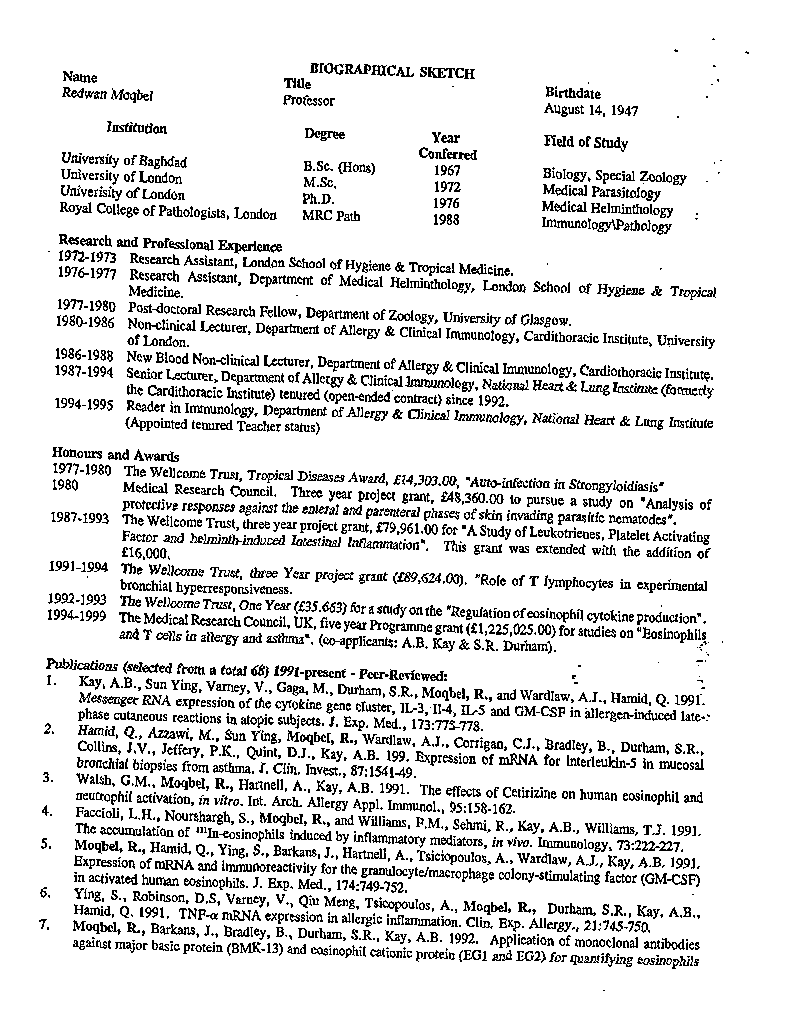 BIOGRAPHICAL SKETCH
Name Title Birthdate
Redwan Moqbel Professor August 14, 1947
Institution Degree Year Conferred Field of Study
University of Baghdad B.Sc. (Hons) 1967 Biology, Special Zoology
University of London M.Sc. 1972 Medical Parasitology
Univerisity of London Ph.D. 1976 Medical Helminthology
Royal College of Pathologists, London MRC Path 1988 Immunology\Pathology
Research and Professional Experience
1972-1973 Research Assistant, London School of Hygiene & Tropical Medicine.
1976-1977 Research Assistant, Department of Medical Helminthology, London School of Hygiene & Tropical
Medicine.
1977-1980 Post-doctoral Research Fellow, Department of Zoology, University of Glasgow.
1980-1986 Non-clinical Lecturer, Department of Allergy & Clinical Immunology, Cardithoracic Institute, University
of London.
1986-1988 New Blood Non-clinical Lecturer, Department of Allergy & Clinical Immunology, Cardiothoracic Institute.
1987-1994 Senior Lecturer, Department of Allergy & Clinical Immunology, National Heart & Lung Institute (formerly
the Cardithoracic Institute) tenured (open-ended contract) since 1992.
1994-1995 Reader in Immunology, Department of Allergy & Clinical Immunology, National Heart & Lung Institute
(Appointed tenured Teacher status)
Honours and Awards
1977-1980 The Wellcome Trust, Tropical Diseases Award, £14,303.00, "Auto-infection in Strongyloidiasis"
1980 Medical Research Council. Three year project grant, £48,360.00 to pursue a study on "Analysis of
protective responses against the enteral and parenteral phases of skin invading parasitic nematodes".
1987-1993 The Wellcome Trust, three year project grant, £79,961.00 for "A Study of Leukotrienes, Platelet Activating
Factor and helminth-induced Intestinal Inflammation". This grant was extended with the addition of
£16,000.
1991-1994 The Wellcome Trust, three Year project grant (£89,624.00). "Role of T lymphocytes in experimental
bronchial hyperresponsiveness.
1992-1993 The Wellcome Trust, One Year (£35.663) for a study on the "Regulation of eosinophil cytokine production".
1994-1999 The Medical Research Council, UK, five year Programme grant (£1,225,025.00) for studies on "Eosinophils
and T cells in allergy and asthma". (co-applicants: A.B. Kay & S.R. Durham).
Publications (selected from a total 68) 1991-present - Peer-Reviewed:
1. Kay, A.B., Sun Ying, Varney, V., Gaga, M., Durham, S.R., Moqbel, R., and Wardlaw, A.J., Hamid, Q. 1991.
Messenger RNA expression of the cytokine gene cluster, IL-3, Il-4, IL-5 and GM-CSF in allergen-induced late-
phase cutaneous reactions in atopic subjects. J. Exp. Med., 173:775-778.
2. Hamid, Q., Azzawi, M., Sun Ying, Moqbel, R., Wardlaw, A.J., Corrigan, C.J., Bradley, B., Durham, S.R.,
Collins, J.V., Jeffery, P.K., Quint, D.J., Kay, A.B. 199. Expression of mRNA for Interleukin-5 in mucosal
bronchial biopsies from asthma. J. Clin. Invest., 87:1541-49.
3. Walsh, G.M., Moqbel, R., Hartnell, A., Kay, A.B. 1991. The effects of Cetirizine on human eosinophil and
neutrophil activation, in vitro. Int. Arch. Allergy Appl. Immunol., 95:158-162.
4. Faccioli, L.H., Nourshargh, S., Moqbel, R., and Williams, F.M., Sehmi, R., Kay, A.B., Williams, T.J. 1991.
The accumulation of 111In-eosinophils induced by inflammatory mediators, in vivo. Immunology, 73:222-227.
5. Moqbel, R., Hamid, Q., Ying, S., Barkans, J., Hartnell, A., Tsiciopoulos, A., Wardlaw, A.J., Kay, A.B. 1991.
Expression of mRNA and immunoreactivity for the granulocyte/macrophage colony-stimulating factor (GM-CSF)
in activated human eosinophils. J. Exp. Med., 174:749-752.
6. Ying, S., Robinson, D.S, Varney, V., Qiu Meng, Tsicopoulos, A., Moqbel, R., Durham, S.R., Kay, A.B.,
Hamid, Q. 1991. TNF-α mRNA expression in allergic inflammation. Clin. Exp. Allergy., 21:745-750.
7. Moqbel, R., Barkans, J., Bradley, B., Durham, S.R., Kay, A.B. 1992. Application of monoclonal antibodies
against major basic protein (BMK-13) and eosinophil cationic protein (EG1 and EG2) for quantifying eosinophils